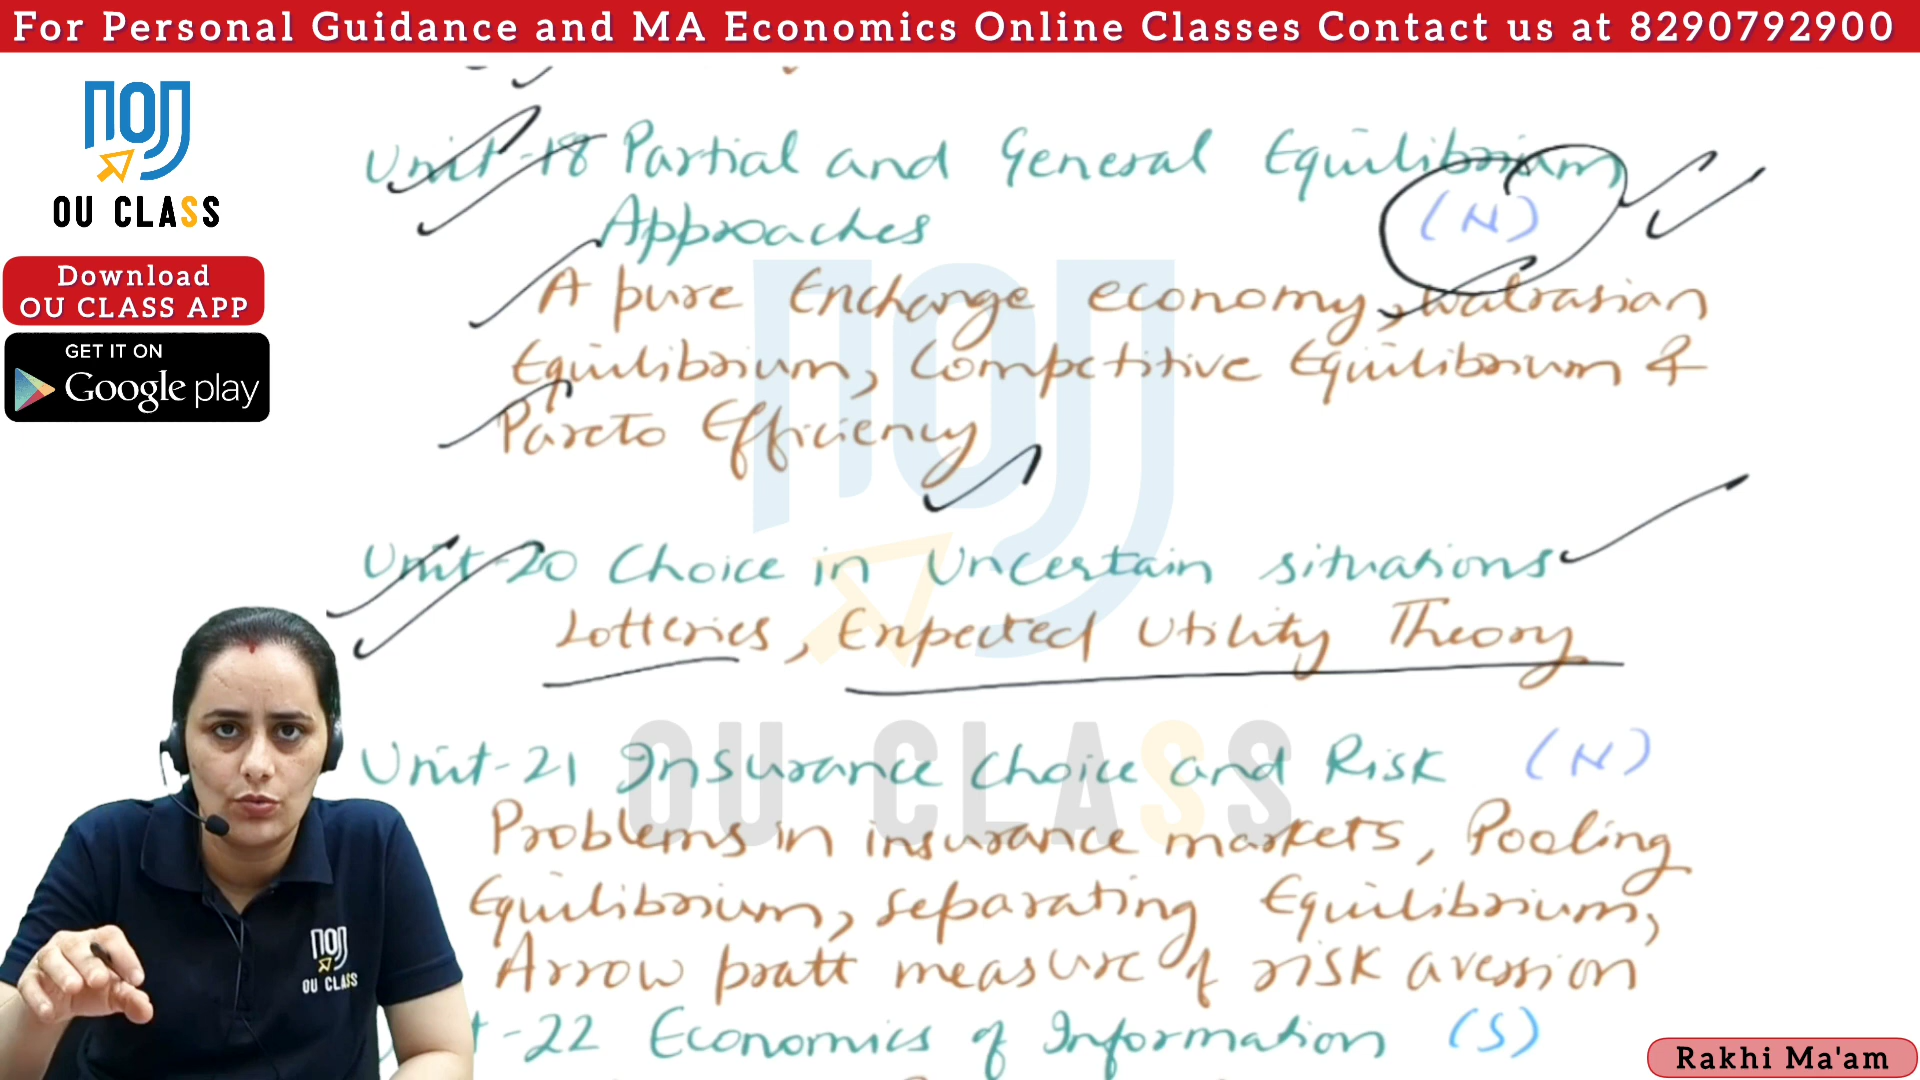 For Personal Guidance and MA Economics Online Classes Contact us at 8290792900
OU CLASS
Download
OU CLASS APP
GET IT ON
Google play
Unit-18 Partial and General Equilibrium
Approaches (N)
A pure Exchange economy, walrasian
Equilibrium, Competitive Equilibrium &
Pareto Efficiency
Unit-20 Choice in Uncertain situations
Lotteries, Expected Utility Theory
Unit-21 Insurance choice and Risk (N)
Problems in insurance markets, Pooling
Equilibrium, separating Equilibrium,
Arrow pratt measure of risk aversion
t-22 Economics of Information (S)
OU CLASS
OU CLASS
Rakhi Ma'am